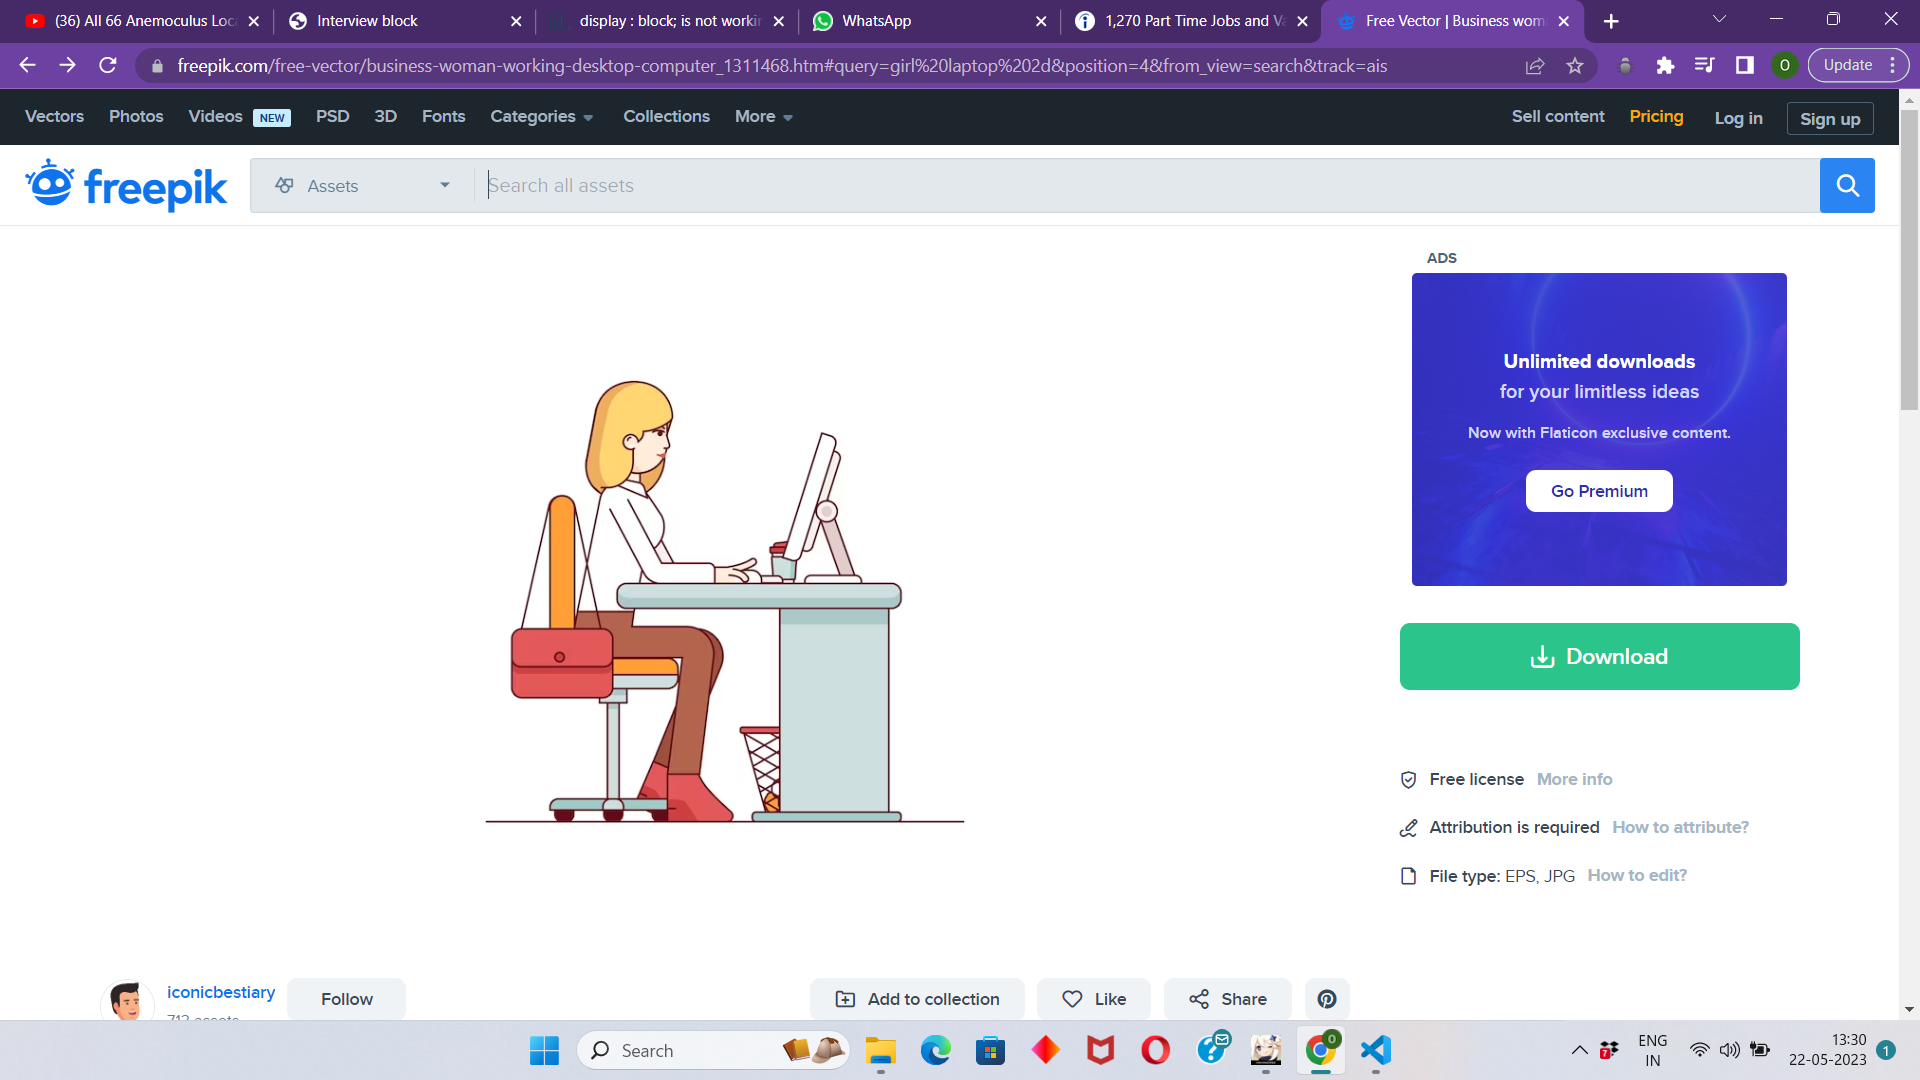 (36) All 66 Anemoculus Loc
Interview block
display : block; is not workin
WhatsApp
1,270 Part Time Jobs and Va
Free Vector | Business wom
freepik.com/free-vector/business-woman-working-desktop-computer_1311468.htm#query=girl%20laptop%202d&position=4&from_view=search&track=ais
O
Update
Vectors Photos Videos NEW PSD 3D Fonts Categories Collections More
Sell content Pricing Log in Sign up
freepik
Assets
Search all assets
ADS
Unlimited downloads
for your limitless ideas
Now with Flaticon exclusive content.
Go Premium
Download
Free license More info
Attribution is required How to attribute?
File type: EPS, JPG How to edit?
iconicbestiary
Follow
Add to collection
Like
Share
Search
7
ENG
IN
13:30
22-05-2023
1